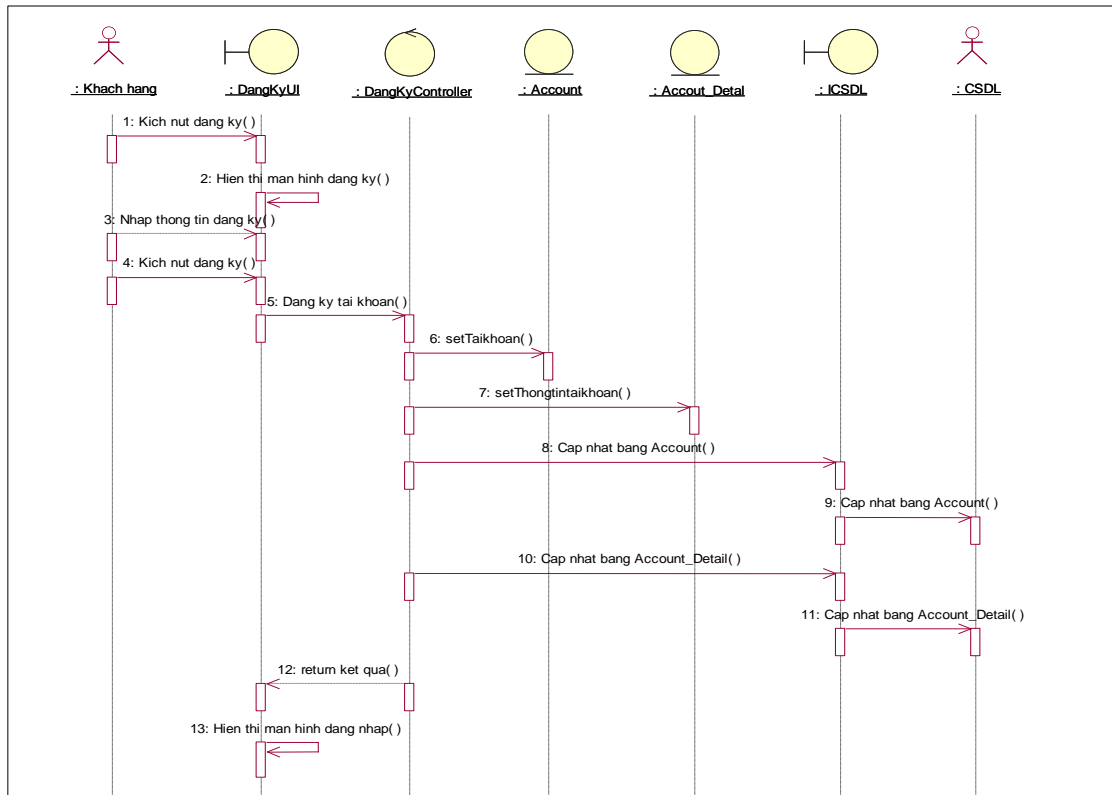 : Khach hang
: DangKyUI
: DangKyController
: Account
: Accout_Detal
: ICSDL
: CSDL
1: Kich nut dang ky( )
2: Hien thi man hinh dang ky( )
3: Nhap thong tin dang ky( )
4: Kich nut dang ky( )
5: Dang ky tai khoan( )
6: setTaikhoan( )
7: setThongtintaikhoan( )
8: Cap nhat bang Account( )
9: Cap nhat bang Account( )
10: Cap nhat bang Account_Detail( )
11: Cap nhat bang Account_Detail( )
12: return ket qua( )
13: Hien thi man hinh dang nhap( )